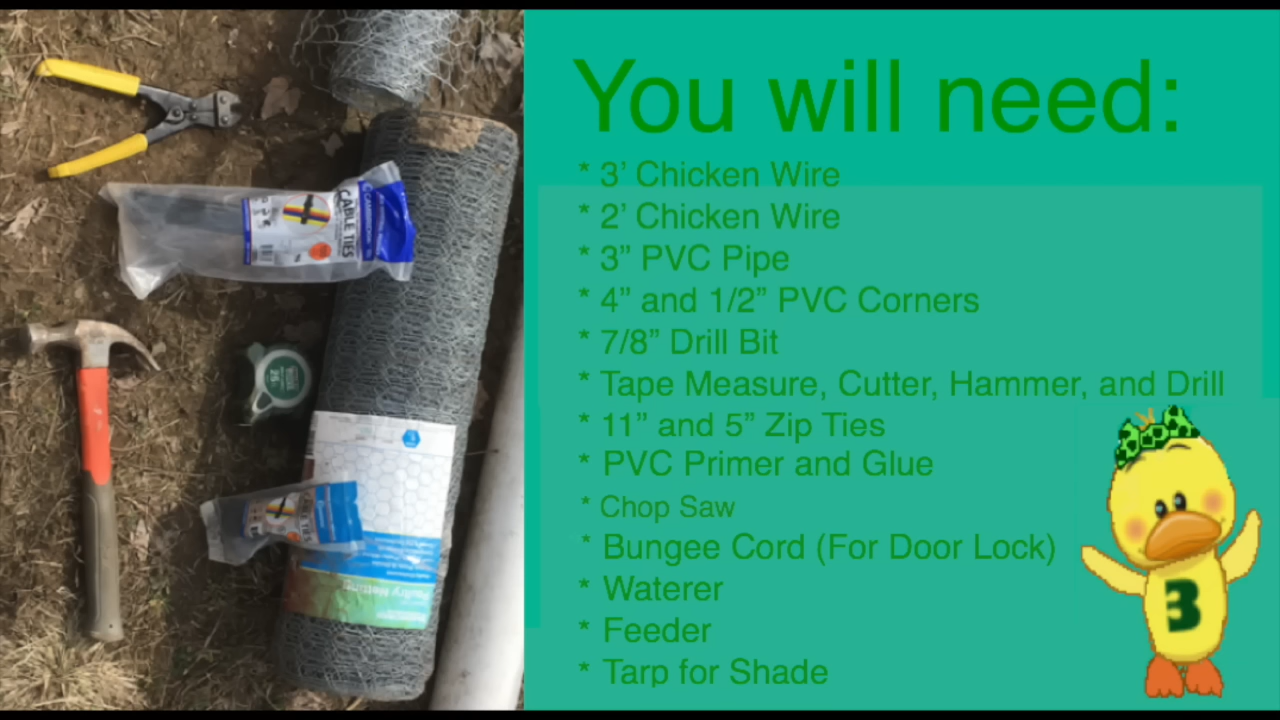 You will need:
* 3’ Chicken Wire
* 2’ Chicken Wire
* 3” PVC Pipe
* 4” and 1/2” PVC Corners
* 7/8” Drill Bit
* Tape Measure, Cutter, Hammer, and Drill
* 11” and 5” Zip Ties
* PVC Primer and Glue
* Chop Saw
* Bungee Cord (For Door Lock)
* Waterer
* Feeder
* Tarp for Shade
3
CABLE TIES
Poultry Netting